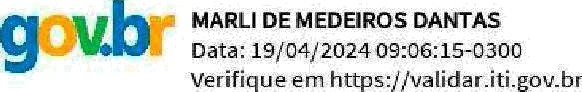 gov.br
MARLI DE MEDEIROS DANTAS
Data: 19/04/2024 09:06:15-0300
Verifique em https://validar.iti.gov.br